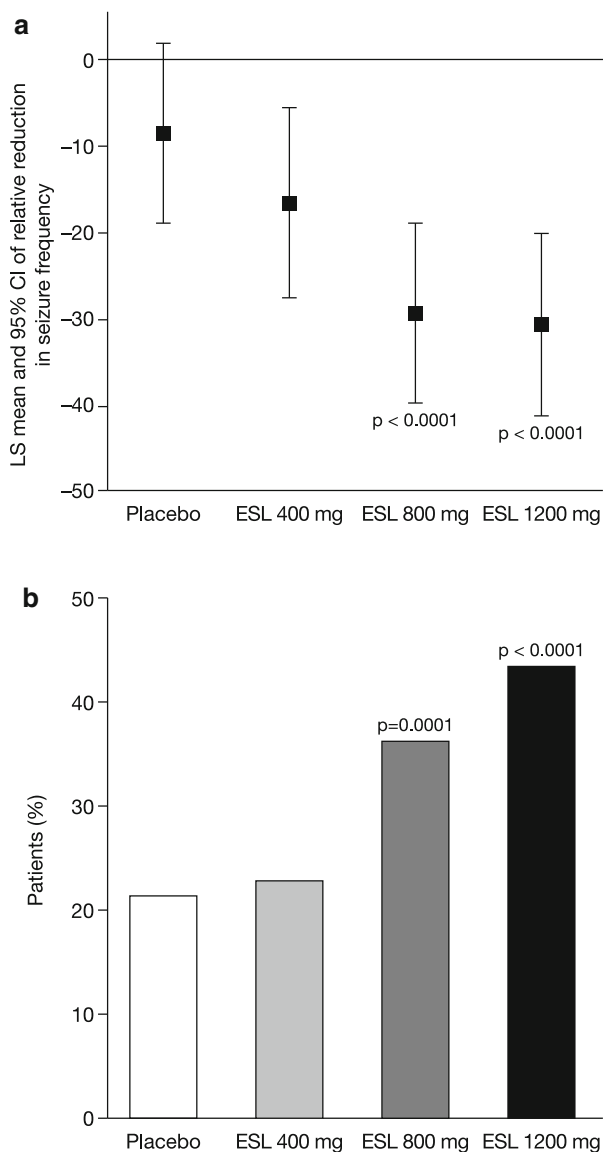 a
LS mean and 95% CI of relative reduction
in seizure frequency
0
–10
–20
–30
–40
–50
p < 0.0001
p < 0.0001
Placebo
ESL 400 mg
ESL 800 mg
ESL 1200 mg
b
Patients (%)
50
40
30
20
10
0
p=0.0001
p < 0.0001
Placebo
ESL 400 mg
ESL 800 mg
ESL 1200 mg